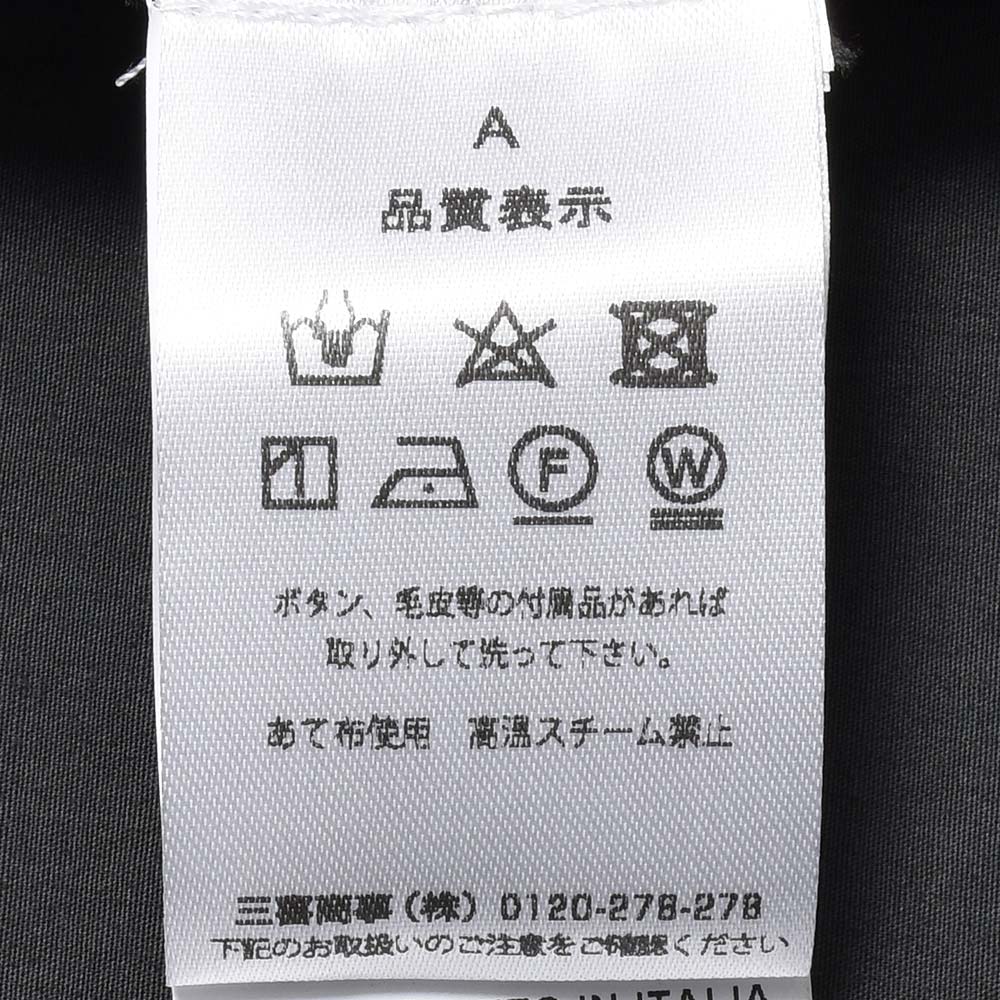 A
品質表示
F W
ボタン、毛皮等の付属品があれば
取り外して洗って下さい。
あて布使用 高温スチーム禁止
三喜商事(株) 0120-278-278
下記のお取扱いのご注意をご確認ください
IN ITALIA